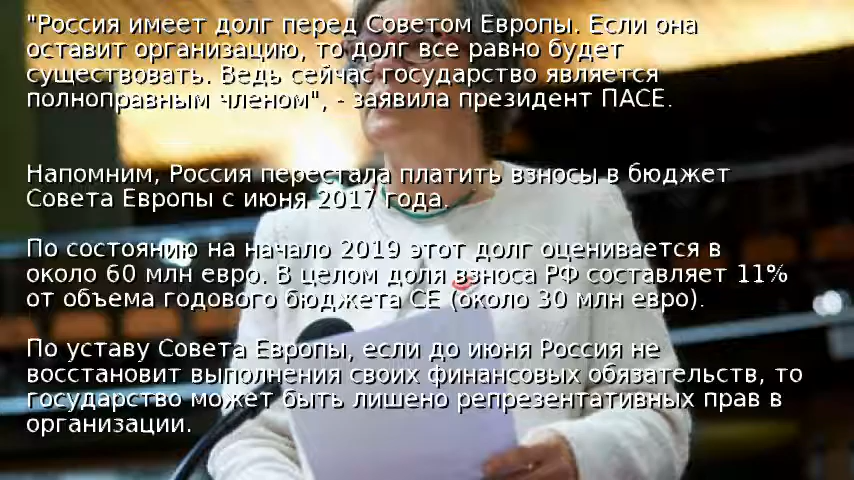 "Россия имеет долг перед Советом Европы. Если она
оставит организацию, то долг все равно будет
существовать. Ведь сейчас государство является
полноправным членом", - заявила президент ПАСЕ.
Напомним, Россия перестала платить взносы в бюджет
Совета Европы с июня 2017 года.
По состоянию на начало 2019 этот долг оценивается в
около 60 млн евро. В целом доля взноса РФ составляет 11%
от объема годового бюджета СЕ (около 30 млн евро).
По уставу Совета Европы, если до июня Россия не
восстановит выполнения своих финансовых обязательств, то
государство может быть лишено репрезентативных прав в
организации.